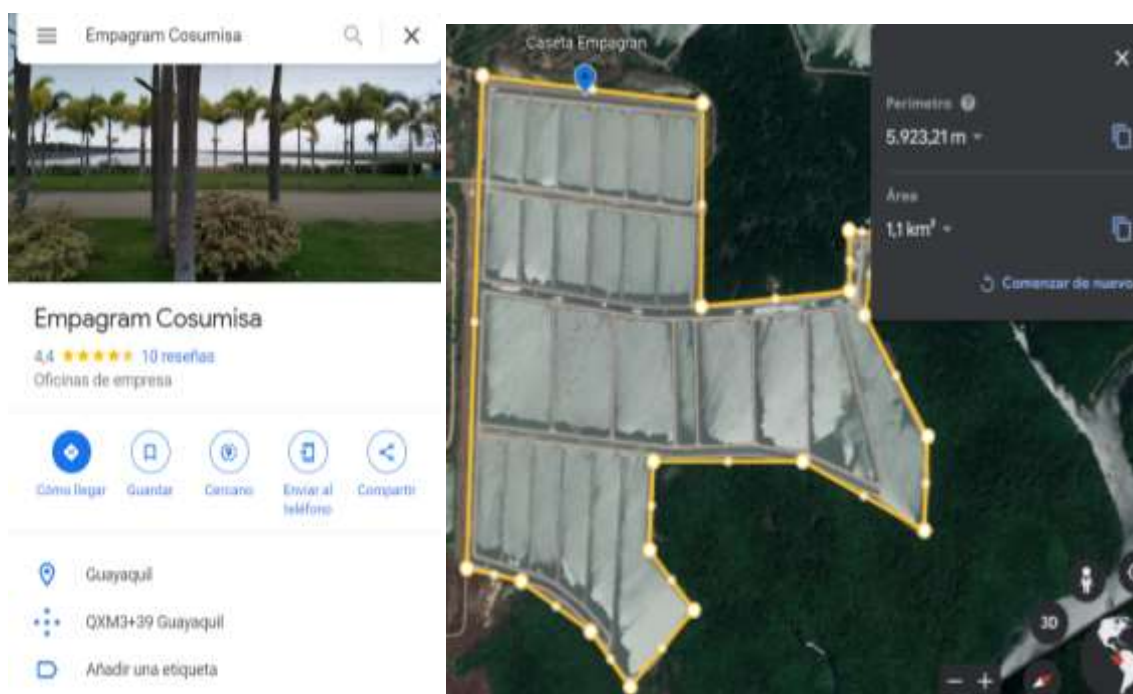 Empagram Cosumisa
Empagram Cosumisa
4,4
10 reseñas
Oficinas de empresa
Cómo llegar
Guardar
Cercano
Enviar al
teléfono
Compartir
Guayaquil
QXM3+39 Guayaquil
Añadir una etiqueta
Caseta Empagran
Perímetro
5.923,21 m
Área
1,1 km²
Comenzar de nuevo
3D